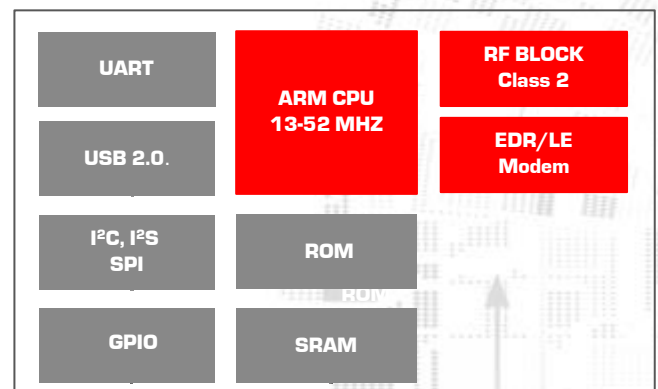 UART
ARM CPU
13-52 MHZ
RF BLOCK
Class 2
USB 2.0.
EDR/LE
Modem
I²C, I²S
SPI
ROM
ROM
GPIO
SRAM